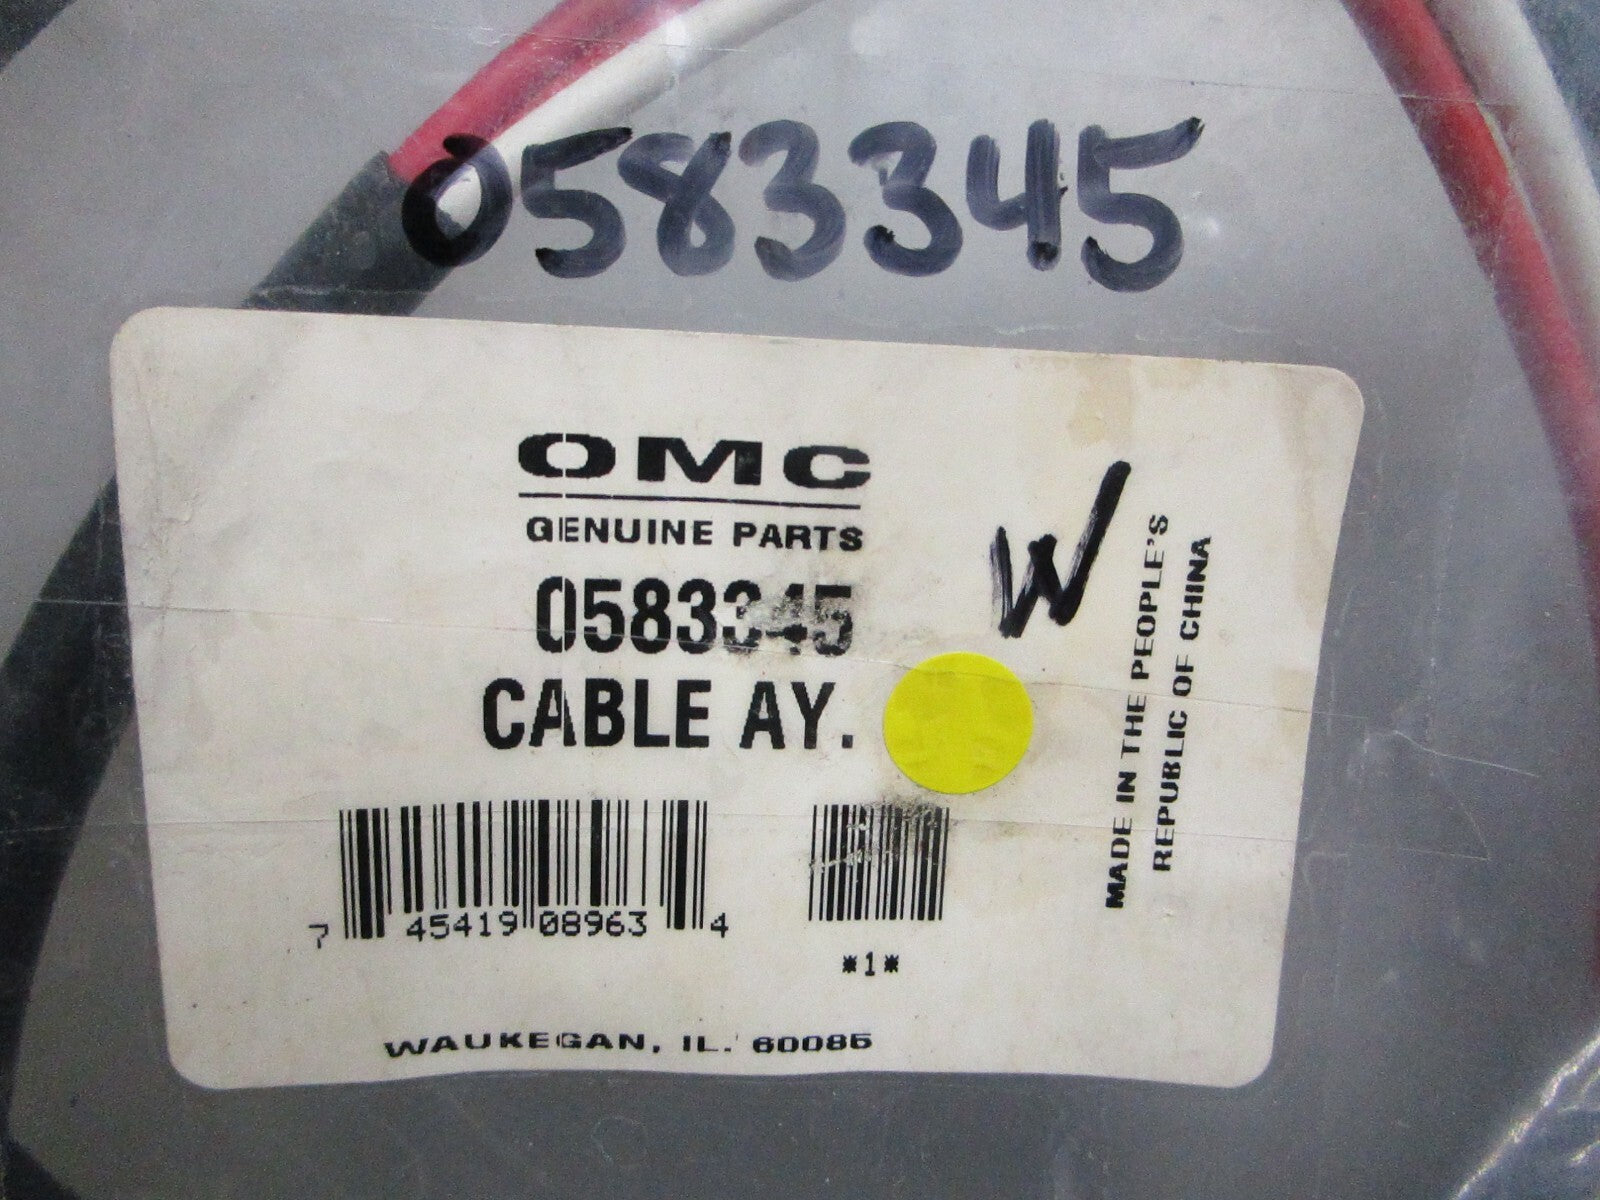 0583345
OMC
GENUINE PARTS
0583345
CABLE AY.
W
MADE IN THE PEOPLE'S
REPUBLIC OF CHINA
7 45419 08963 4
*1*
WAUKEGAN, IL. 60085